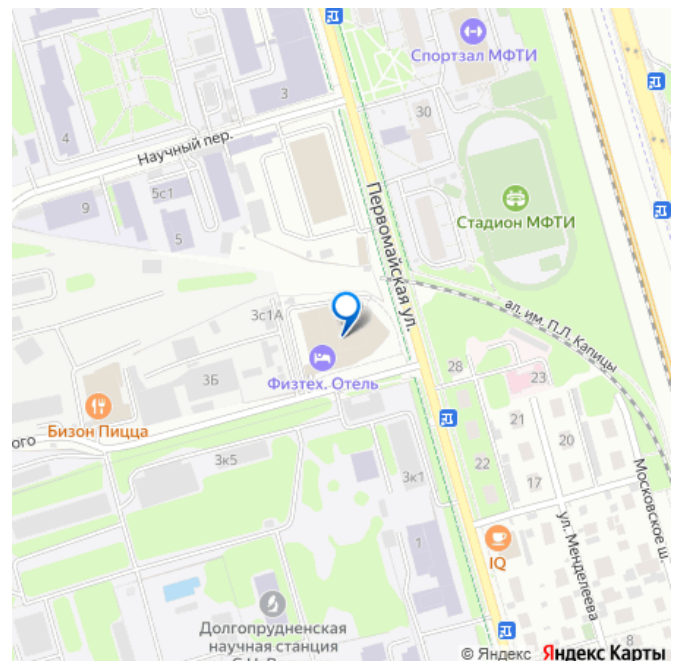 Спортзал МФТИ
3
30
4
Научный пер.
5с1
9
5
Стадион МФТИ
Первомайская ул.
ал. им. П.Л. Капицы
3с1А
28
23
3Б
Физтех. Отель
Бизон Пицца
21
20
ого
22
17
3к5
3к1
Московское ш.
1
IQ
ул. Менделеева
Долгопрудненская
научная станция
8
© Яндекс Яндекс Карты